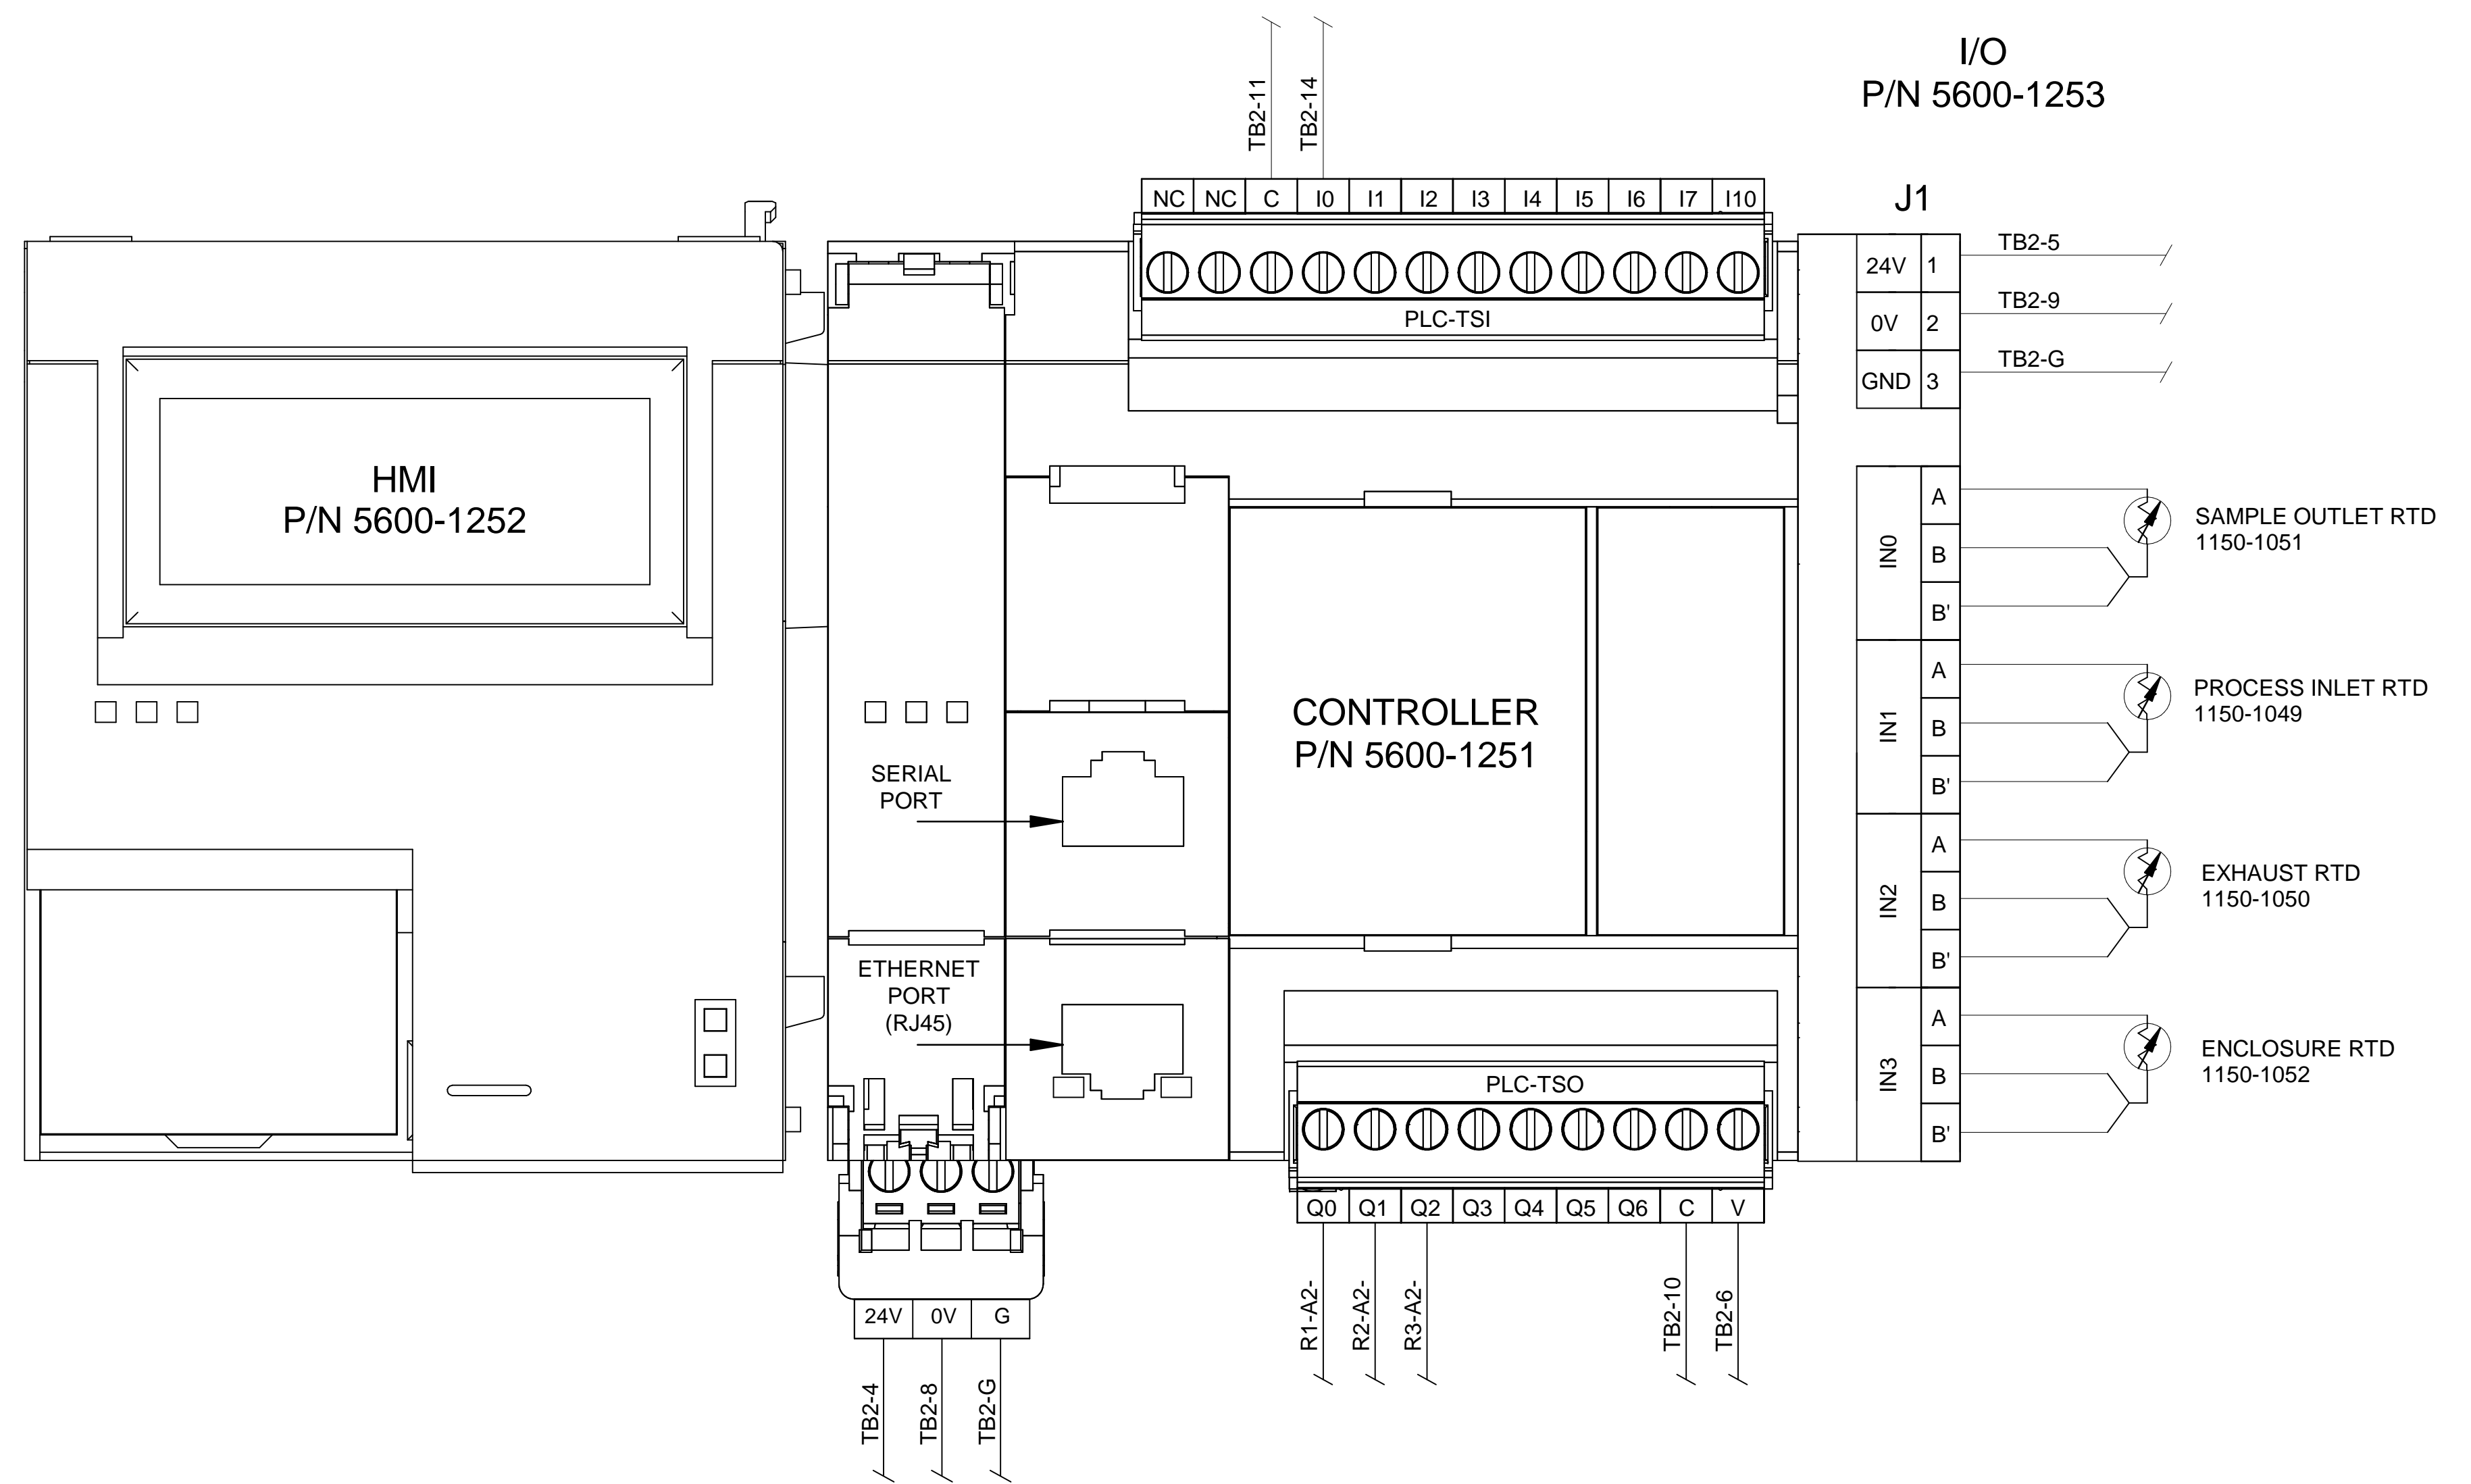 TB2-11
TB2-14
I/O
P/N 5600-1253
NC NC C I0 I1 I2 I3 I4 I5 I6 I7 I10
PLC-TSI
J1
24V 1 TB2-5
0V 2 TB2-9
GND 3 TB2-G
HMI
P/N 5600-1252
IN0
A
B
B'
SAMPLE OUTLET RTD
1150-1051
IN1
A
B
B'
PROCESS INLET RTD
1150-1049
CONTROLLER
P/N 5600-1251
SERIAL
PORT
IN2
A
B
B'
EXHAUST RTD
1150-1050
ETHERNET
PORT
(RJ45)
IN3
A
B
B'
ENCLOSURE RTD
1150-1052
PLC-TSO
Q0 Q1 Q2 Q3 Q4 Q5 Q6 C V
R1-A2-
R2-A2-
R3-A2-
TB2-10
TB2-6
24V 0V G
TB2-4
TB2-8
TB2-G